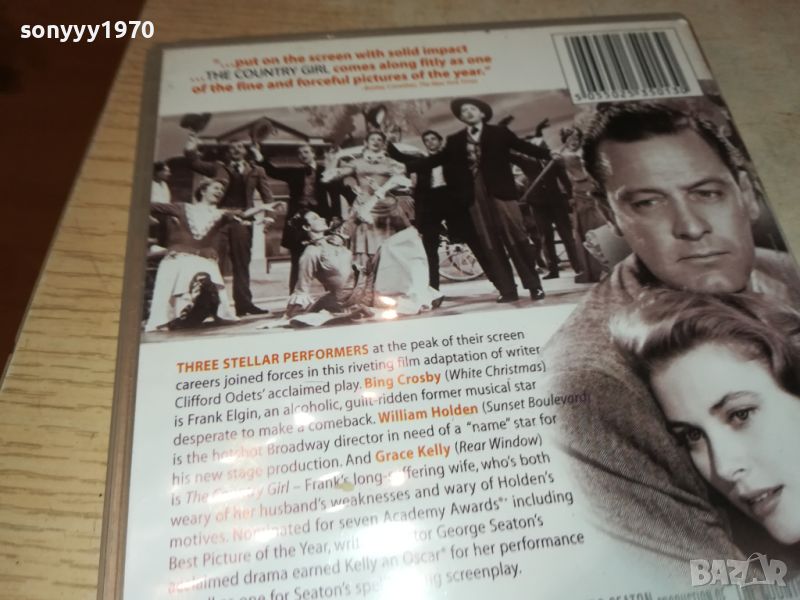 sonyyy1970
"...put on the screen with solid impact
...THE COUNTRY GIRL comes along fitly as one
of the fine and forceful pictures of the year."
THREE STELLAR PERFORMERS at the peak of their screen
careers joined forces in this riveting film adaptation of writer
Clifford Odets' acclaimed play. Bing Crosby (White Christmas)
is Frank Elgin, an alcoholic, guilt-ridden former musical star
desperate to make a comeback. William Holden (Sunset Boulevard)
is the hotshot Broadway director in need of a "name" star for
his new stage production. And Grace Kelly (Rear Window)
is The Country Girl – Frank's long-suffering wife, who's both
weary of her husband's weaknesses and wary of Holden's
motives. Nominated for seven Academy Awards®* including
Best Picture of the Year, George Seaton's
acclaimed drama earned Kelly an Oscar® for her performance
one for Seaton's screenplay.
BAZAR